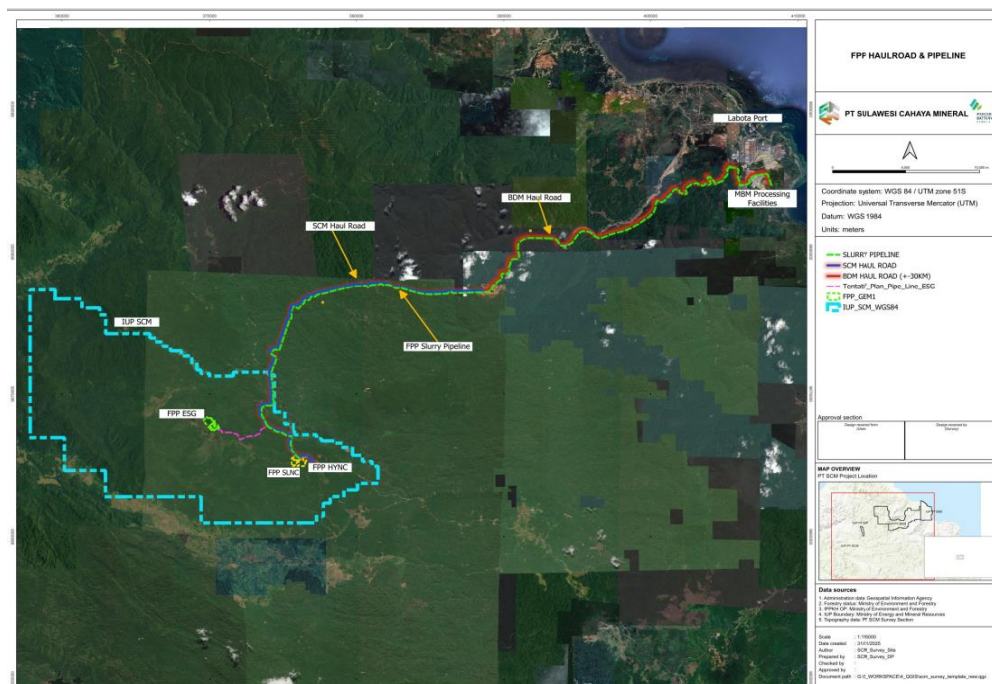 FPP HAULROAD & PIPELINE
PT SULAWESI CAHAYA MINERAL
Coordinate system: WGS 84 / UTM zone 51S
Projection: Universal Transverse Mercator (UTM)
Datum: WGS 1984
Units: meters
SLURRY PIPELINE
SCM HAUL ROAD
BDM HAUL ROAD (+-30KM)
Tentatif_Plan_Pipe_Line_ESG
FPP_GEM1
IUP_SCM_WGS84
Approval section
MAP OVERVIEW
PT SCM Project Location
Data sources
1. Administration data: Geospatial Information Agency
2. Forestry status: Ministry of Environment and Forestry
3. IPPKH OP: Ministry of Environment and Forestry
4. IUP Boundary: Ministry of Energy and Mineral Resources
5. Topography data: PT SCM Survey Section
Date created : 31/01/2025
Author : SCM_Survey_Site
Prepared by : SCM_Survey_DP
Checked by :
Approved by :
Labota Port
MBM Processing
Facilities
BDM Haul Road
SCM Haul Road
FPP Slurry Pipeline
IUP SCM
FPP ESG
FPP SLNC
FPP HYNC